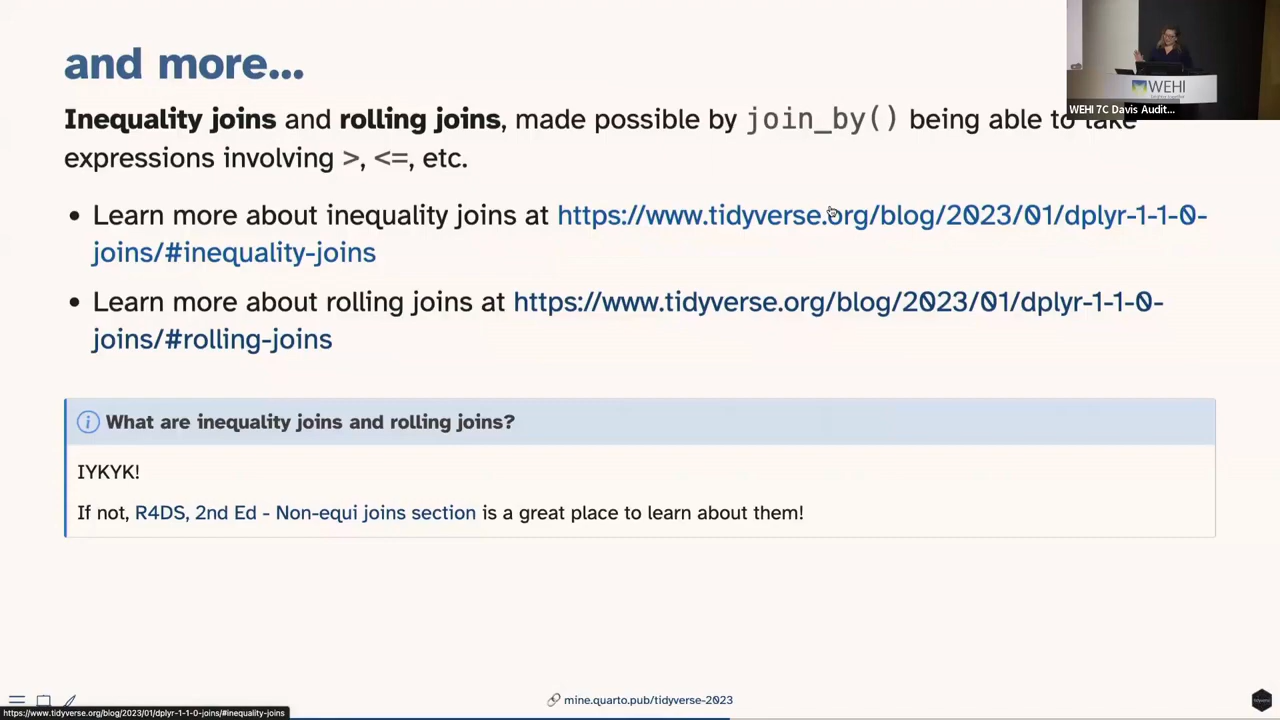 and more...
Inequality joins and rolling joins, made possible by join_by() being able to take
expressions involving >, <=, etc.
• Learn more about inequality joins at https://www.tidyverse.org/blog/2023/01/dplyr-1-1-0-
joins/#inequality-joins
• Learn more about rolling joins at https://www.tidyverse.org/blog/2023/01/dplyr-1-1-0-
joins/#rolling-joins
What are inequality joins and rolling joins?
IYKYK!
If not, R4DS, 2nd Ed - Non-equi joins section is a great place to learn about them!
mine.quarto.pub/tidyverse-2023
https://www.tidyverse.org/blog/2023/01/dplyr-1-1-0-joins/#inequality-joins
WEHI
WEHI 7C Davis Audit...